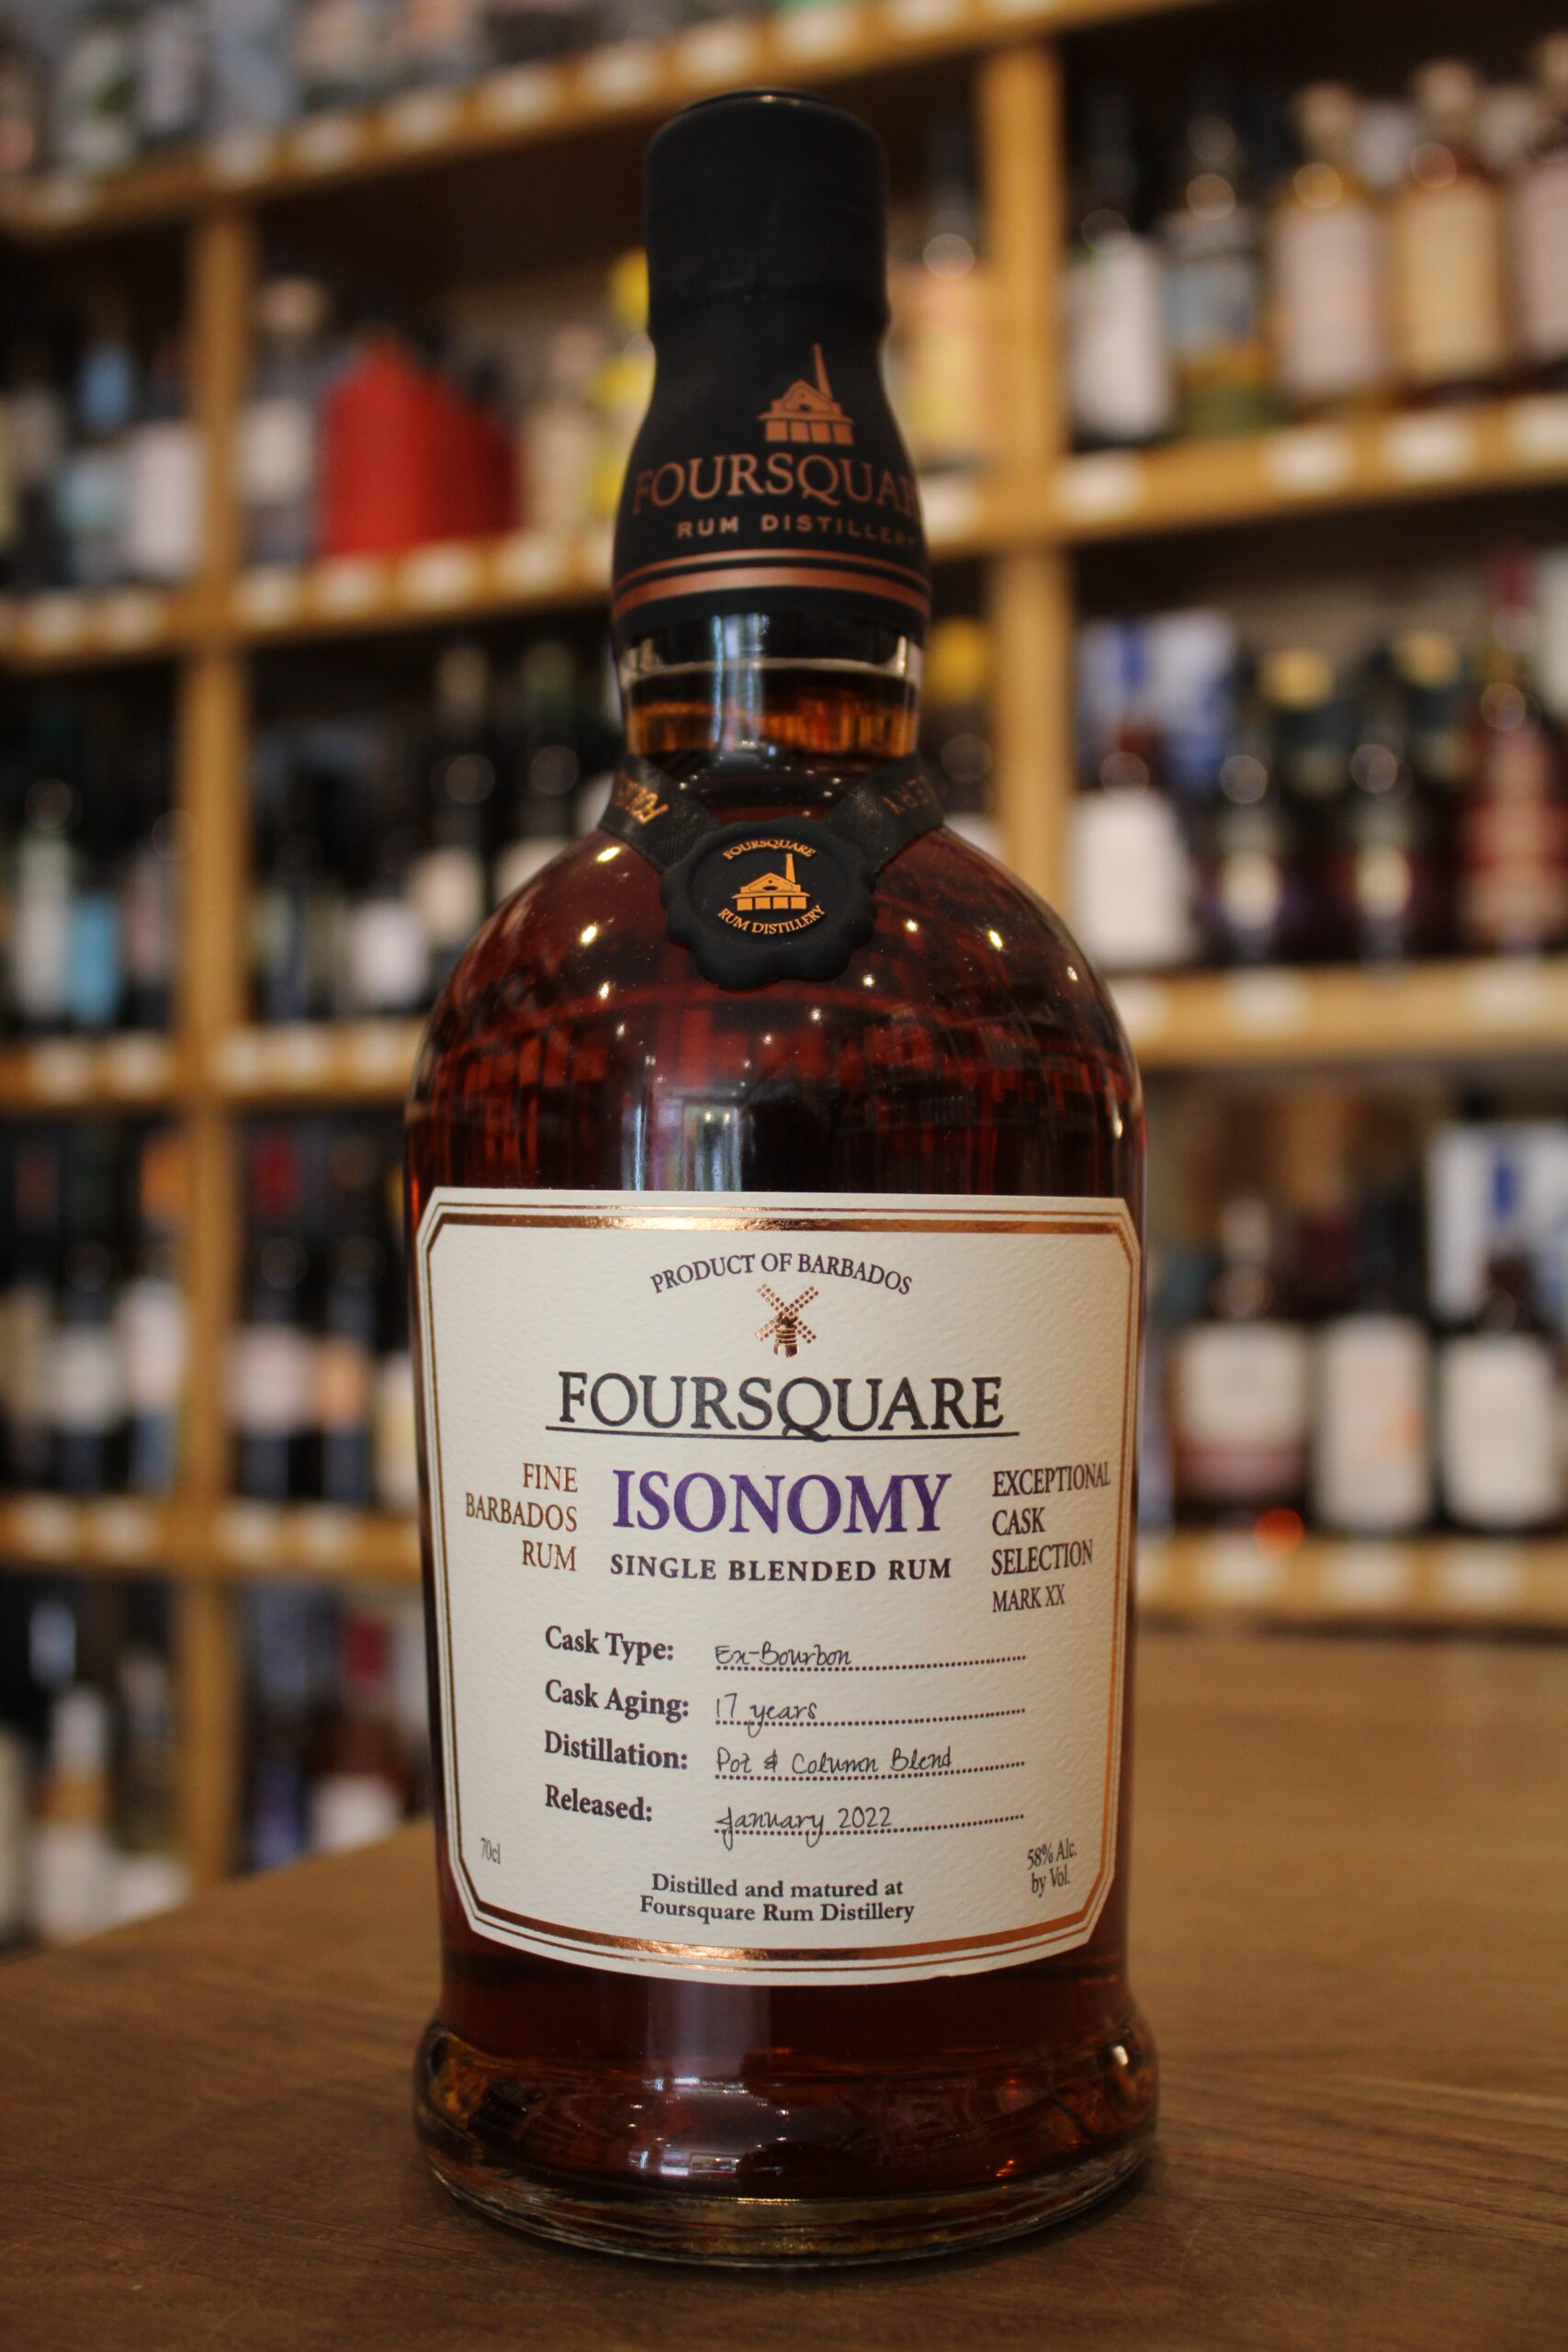 FOURSQUAR
RUM DISTILLERY
FOURSQUARE
RUM DISTILLERY
PRODUCT OF BARBADOS
FOURSQUARE
FINE
BARBADOS
RUM
ISONOMY
SINGLE BLENDED RUM
EXCEPTIONAL
CASK
SELECTION
MARK XX
Cask Type: Ex-Bourbon
Cask Aging: 17 years
Distillation: Pot & Column Blend
Released: January 2022
70cl
58% Alc.
by Vol.
Distilled and matured at
Foursquare Rum Distillery